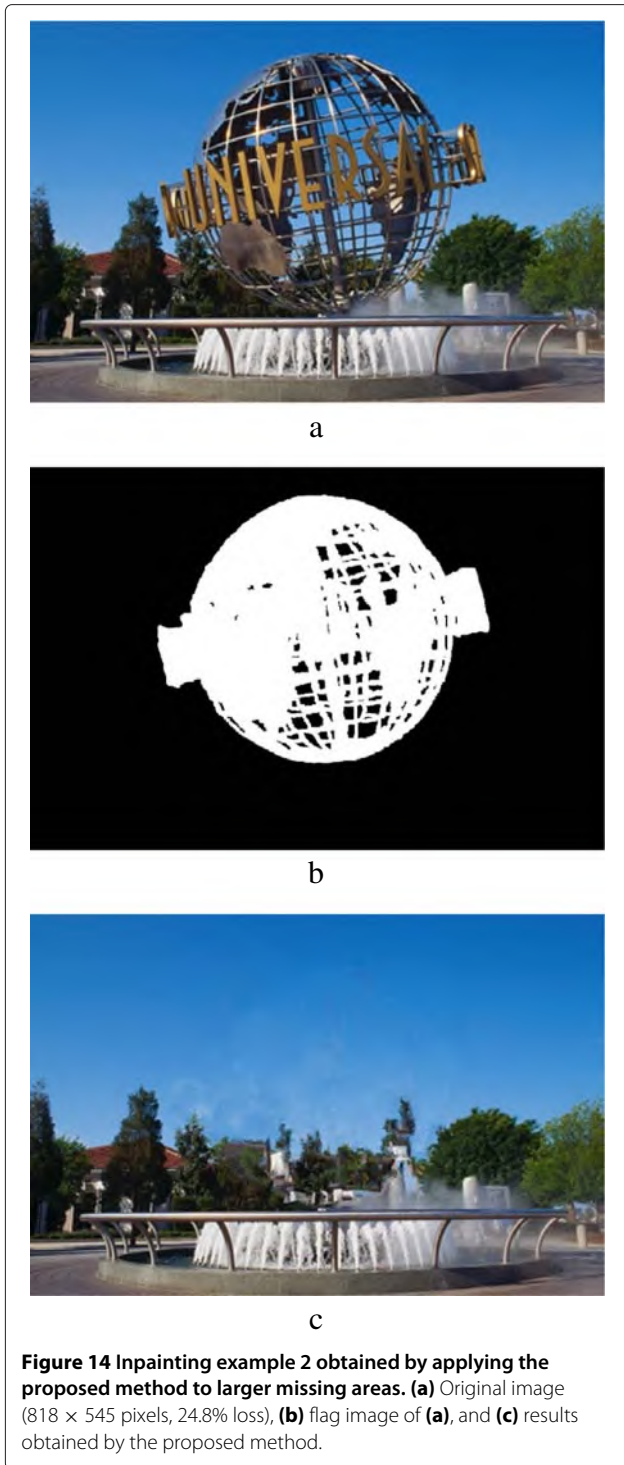 UNIVERSAL
a
b
c
Figure 14 Inpainting example 2 obtained by applying the
proposed method to larger missing areas. (a) Original image
(818 × 545 pixels, 24.8% loss), (b) flag image of (a), and (c) results
obtained by the proposed method.